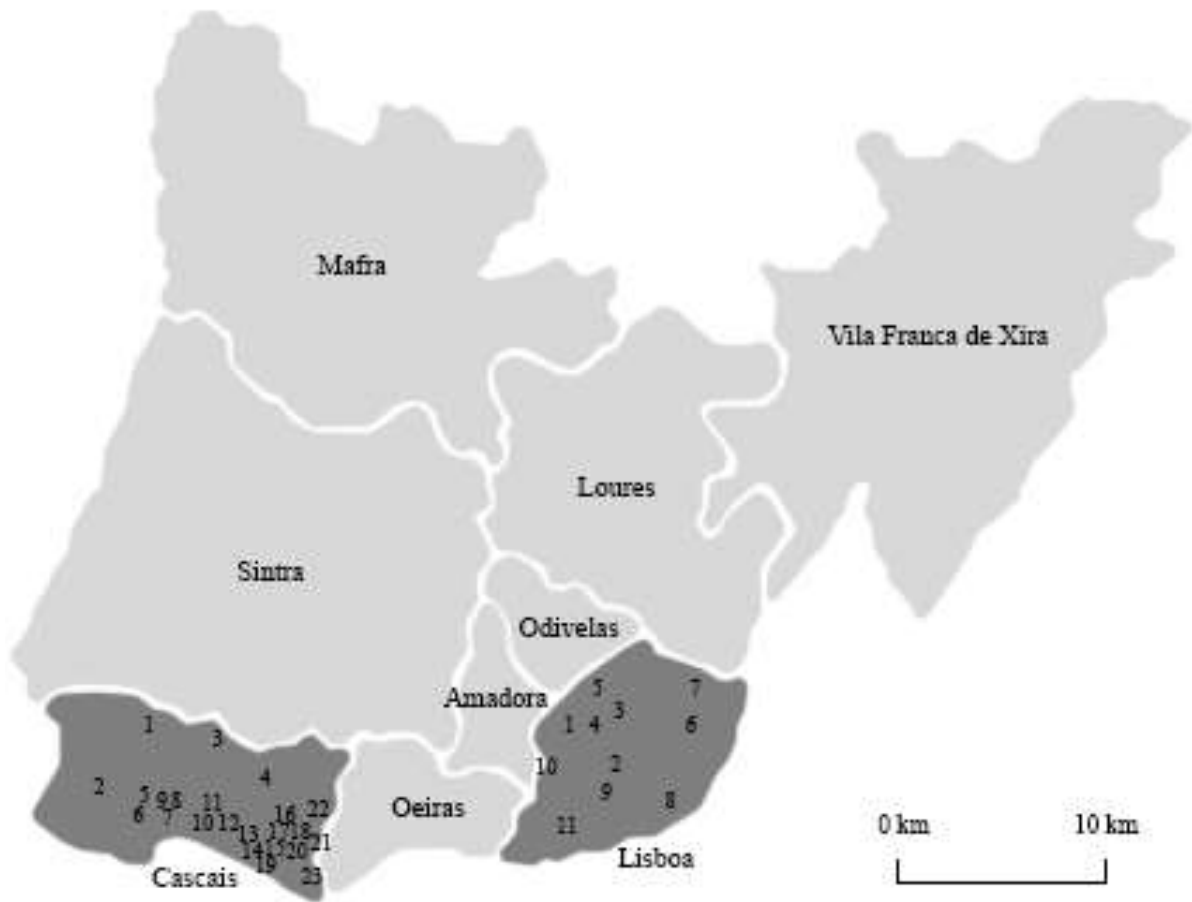 Mafra
Vila Franca de Xira
Loures
Sintra
Odivelas
Amadora
Oeiras
Lisboa
Cascais
0 km 10 km
5 7
3
1 4 6
10 2
9 8
11
1 3
4
2 5 9 8 11
6 7 10 12 16 22
13 17 18 21
14 15 20
19 23